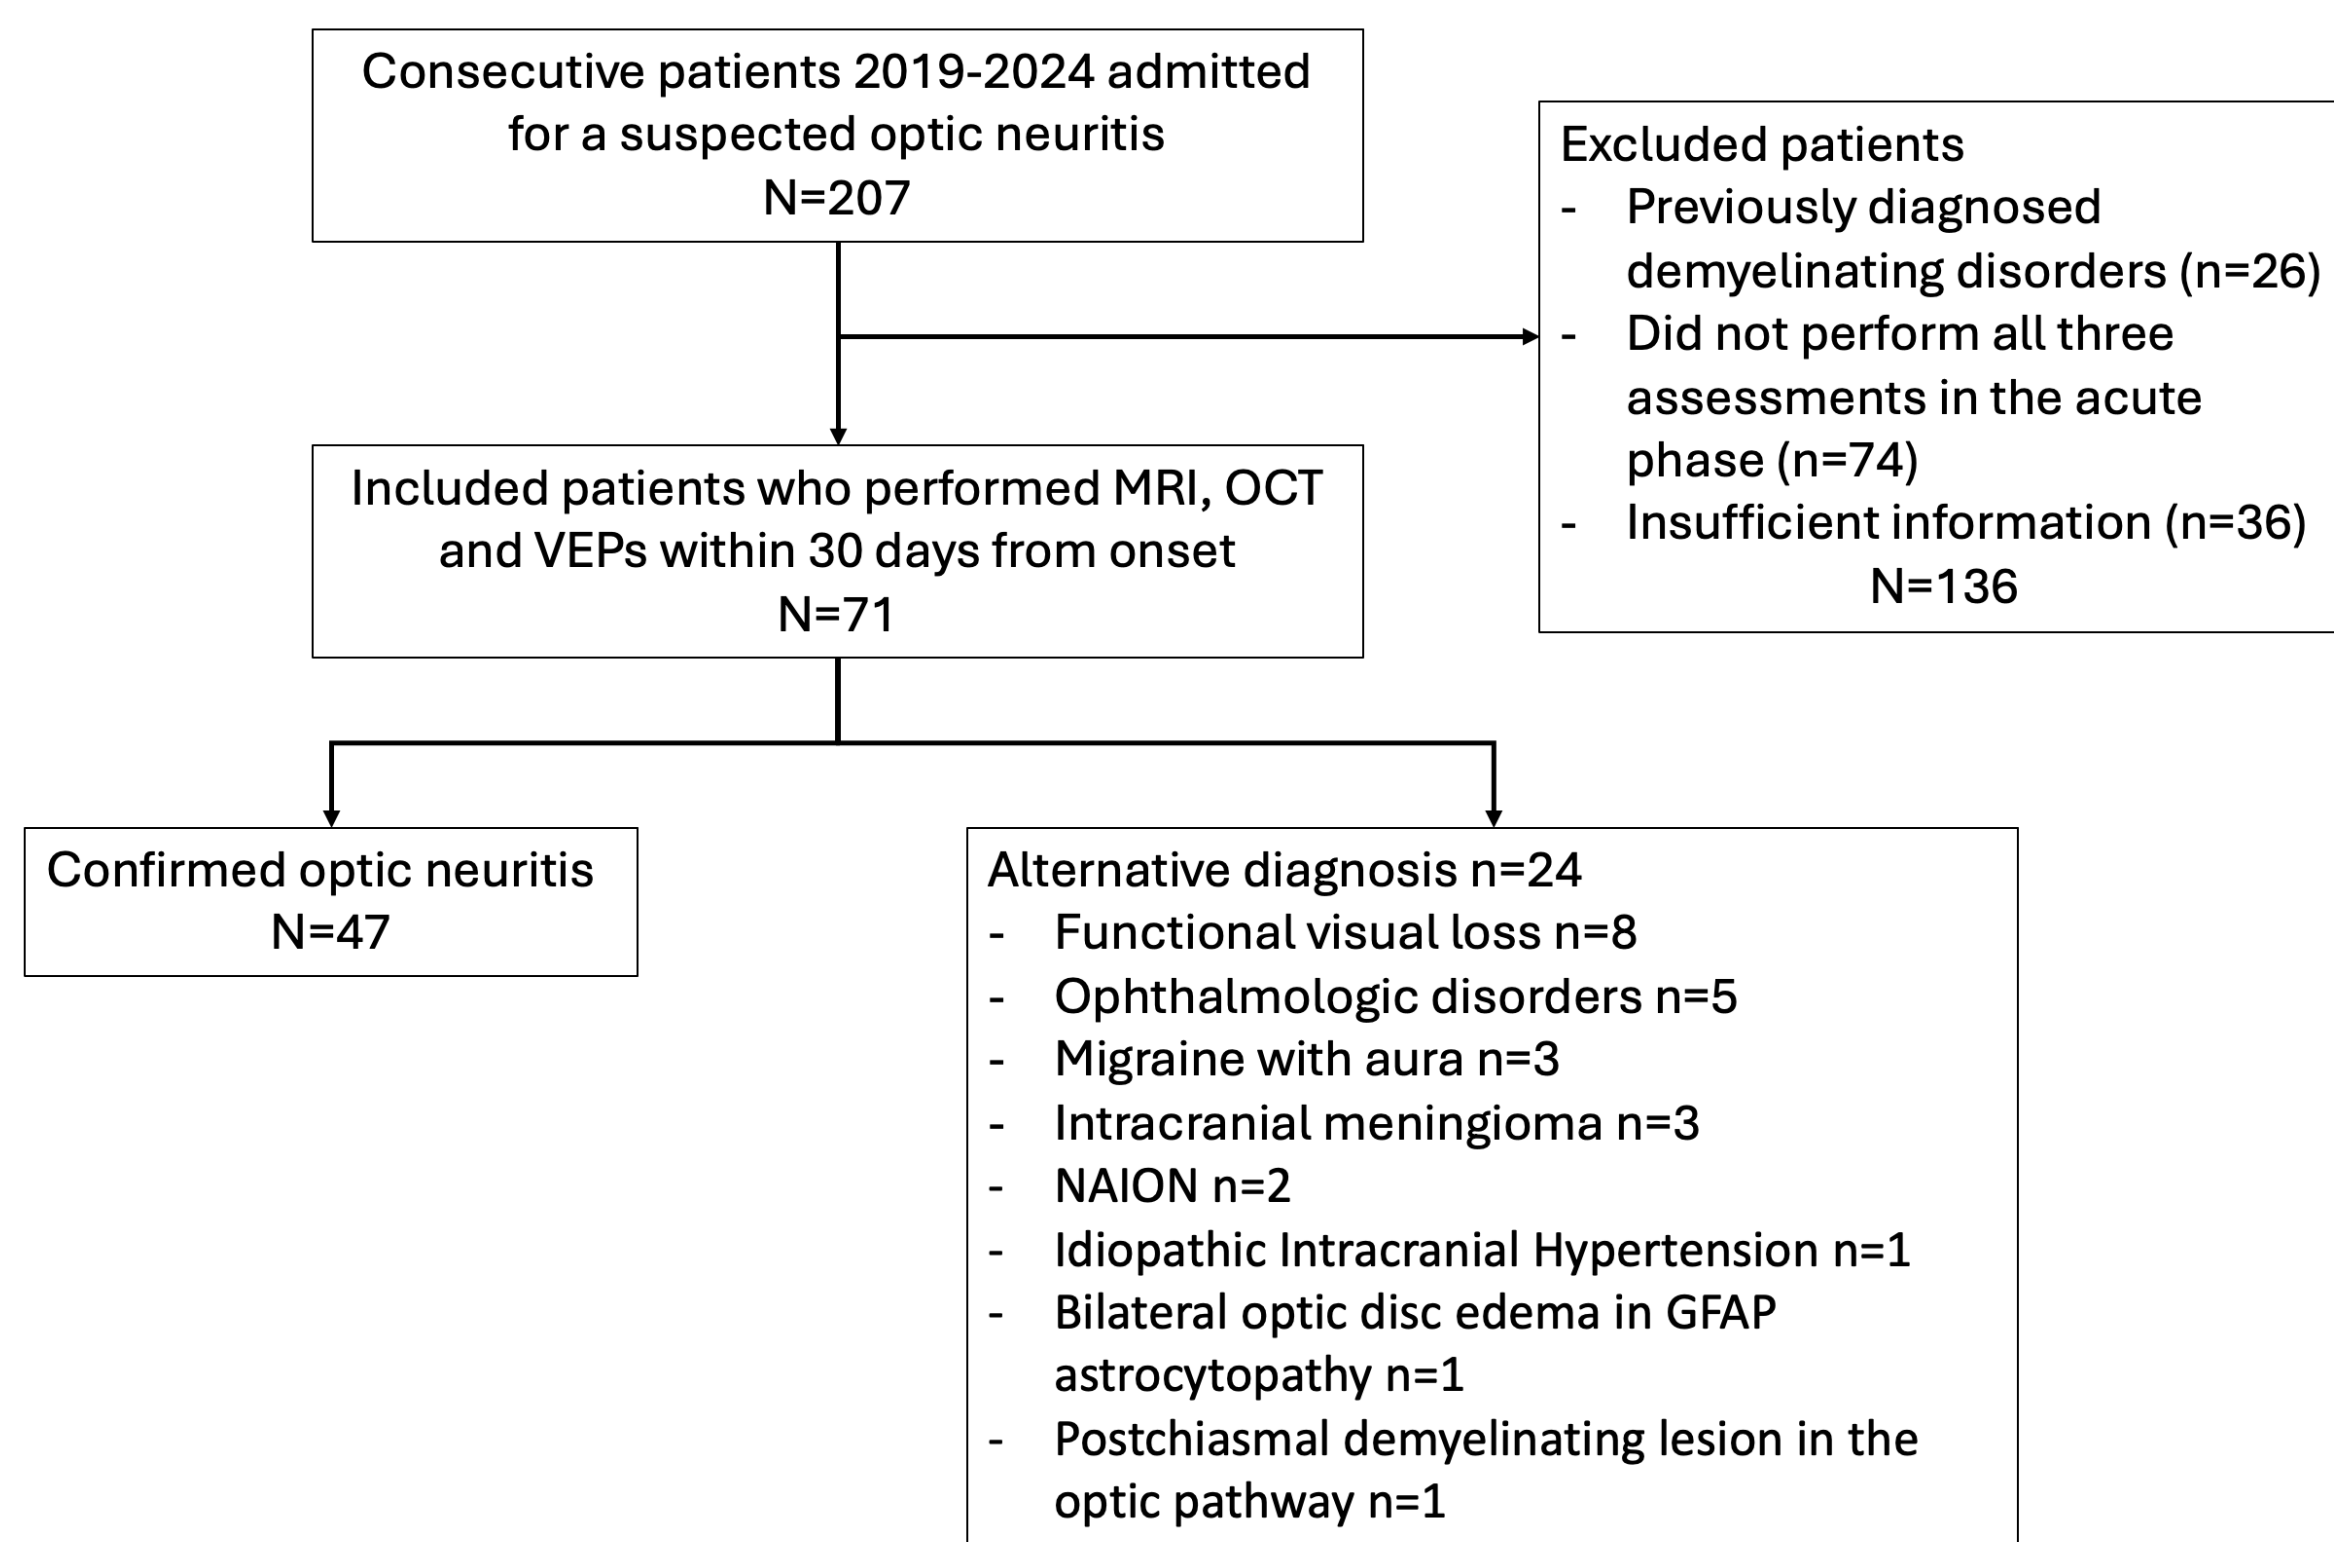 Consecutive patients 2019-2024 admitted
for a suspected optic neuritis
N=207
Excluded patients
- Previously diagnosed
demyelinating disorders (n=26)
- Did not perform all three
assessments in the acute
phase (n=74)
- Insufficient information (n=36)
N=136
Included patients who performed MRI, OCT
and VEPs within 30 days from onset
N=71
Confirmed optic neuritis
N=47
Alternative diagnosis n=24
- Functional visual loss n=8
- Ophthalmologic disorders n=5
- Migraine with aura n=3
- Intracranial meningioma n=3
- NAION n=2
- Idiopathic Intracranial Hypertension n=1
- Bilateral optic disc edema in GFAP
astrocytopathy n=1
- Postchiasmal demyelinating lesion in the
optic pathway n=1